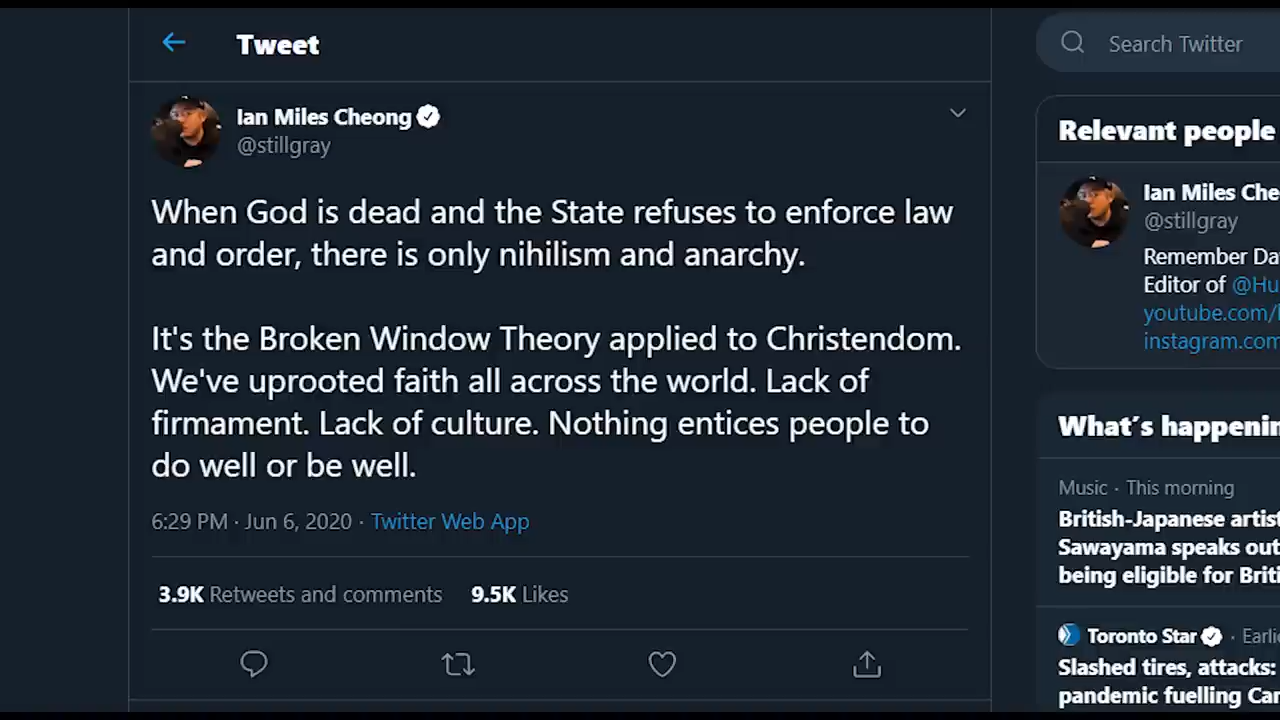 Tweet
Search Twitter
Ian Miles Cheong
@stillgray
When God is dead and the State refuses to enforce law
and order, there is only nihilism and anarchy.
It's the Broken Window Theory applied to Christendom.
We've uprooted faith all across the world. Lack of
firmament. Lack of culture. Nothing entices people to
do well or be well.
6:29 PM · Jun 6, 2020 · Twitter Web App
3.9K Retweets and comments 9.5K Likes
Relevant people
Ian Miles Che
@stillgray
Remember Da
Editor of @Hu
youtube.com/
instagram.com
What's happenin
Music · This morning
British-Japanese artist
Sawayama speaks out
being eligible for Briti
Toronto Star · Earli
Slashed tires, attacks:
pandemic fuelling Can